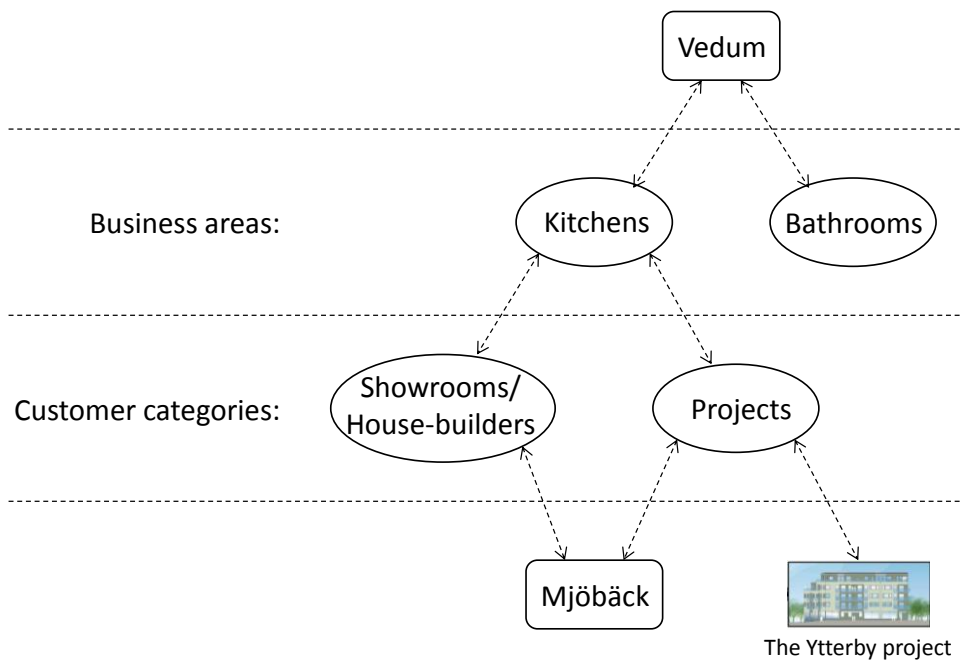 Vedum
Business areas:
Kitchens
Bathrooms
Customer categories:
Showrooms/
House-builders
Projects
Mjöbäck
The Ytterby project